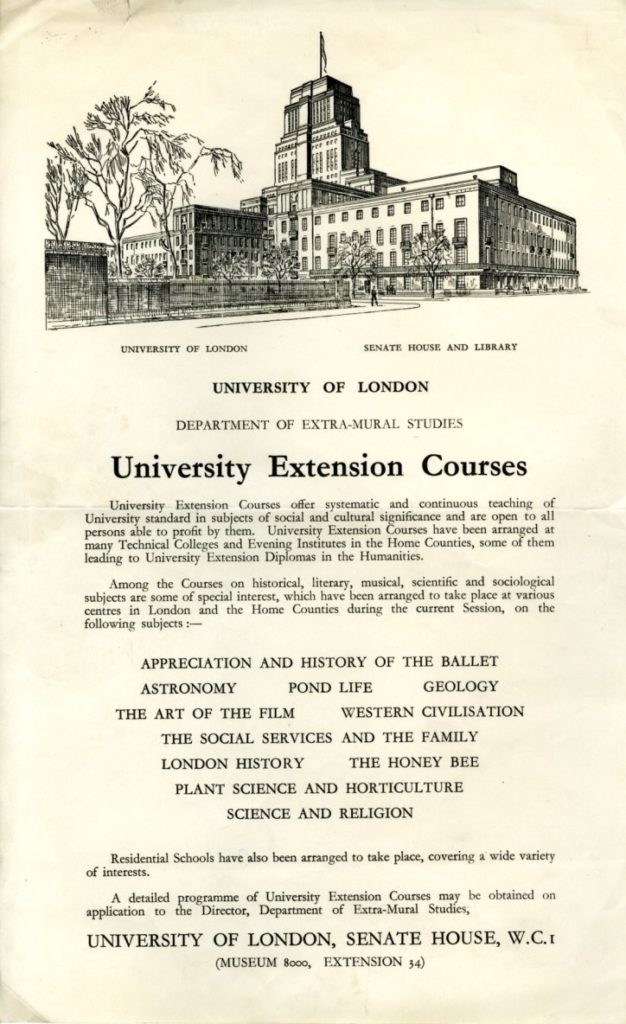 UNIVERSITY OF LONDON SENATE HOUSE AND LIBRARY
UNIVERSITY OF LONDON
DEPARTMENT OF EXTRA-MURAL STUDIES
University Extension Courses
University Extension Courses offer systematic and continuous teaching of
University standard in subjects of social and cultural significance and are open to all
persons able to profit by them. University Extension Courses have been arranged at
many Technical Colleges and Evening Institutes in the Home Counties, some of them
leading to University Extension Diplomas in the Humanities.
Among the Courses on historical, literary, musical, scientific and sociological
subjects are some of special interest, which have been arranged to take place at various
centres in London and the Home Counties during the current Session, on the
following subjects :—
APPRECIATION AND HISTORY OF THE BALLET
ASTRONOMY POND LIFE GEOLOGY
THE ART OF THE FILM WESTERN CIVILISATION
THE SOCIAL SERVICES AND THE FAMILY
LONDON HISTORY THE HONEY BEE
PLANT SCIENCE AND HORTICULTURE
SCIENCE AND RELIGION
Residential Schools have also been arranged to take place, covering a wide variety
of interests.
A detailed programme of University Extension Courses may be obtained on
application to the Director, Department of Extra-Mural Studies,
UNIVERSITY OF LONDON, SENATE HOUSE, W.C.1
(MUSEUM 8000, EXTENSION 34)